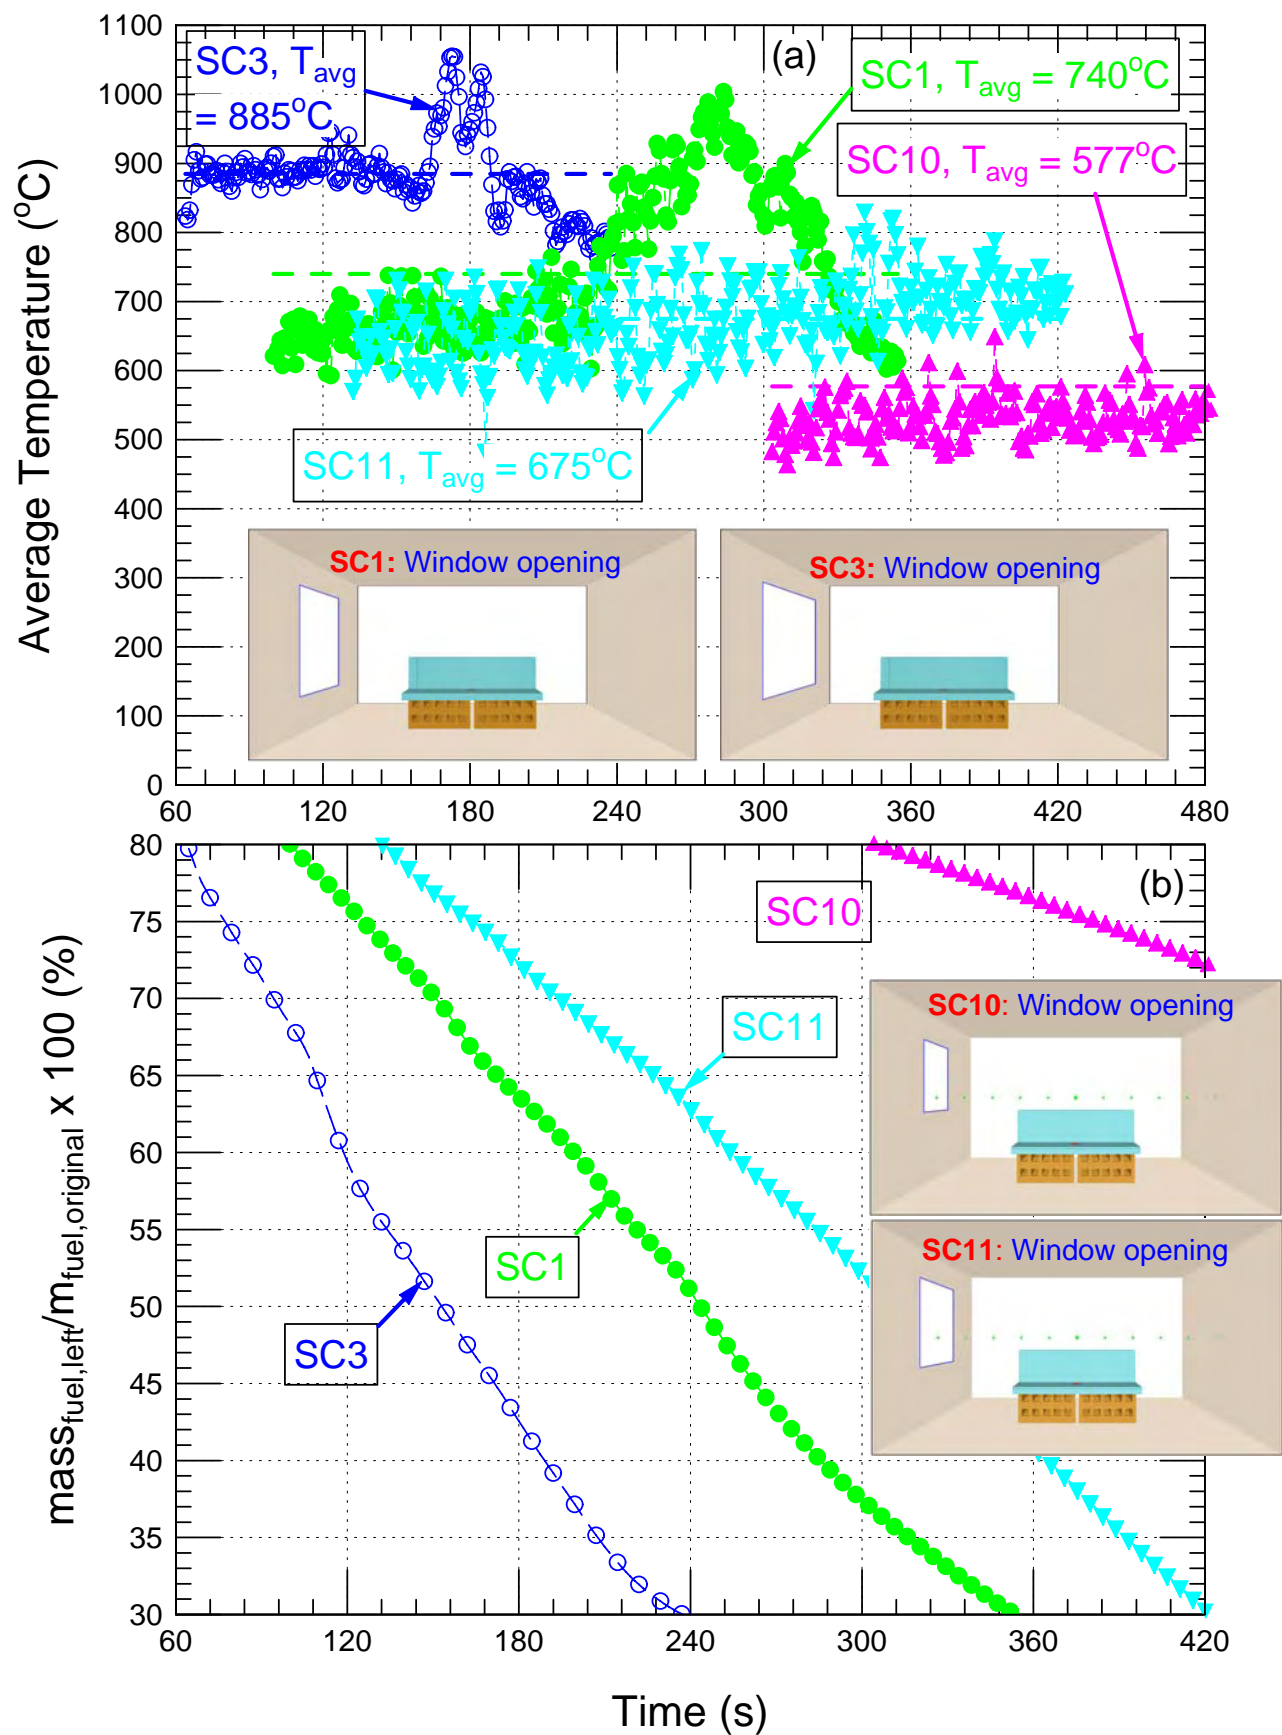 1100
1000
900
800
700
600
500
400
300
200
100
0
Average Temperature (°C)
(a)
SC3, Tavg
= 885°C
SC1, Tavg = 740°C
SC10, Tavg = 577°C
SC11, Tavg = 675°C
SC1: Window opening
SC3: Window opening
60 120 180 240 300 360 420 480
80
75
70
65
60
55
50
45
40
35
30
massfuel,left/mfuel,original x 100 (%)
(b)
SC10
SC11
SC1
SC3
SC10: Window opening
SC11: Window opening
60 120 180 240 300 360 420
Time (s)